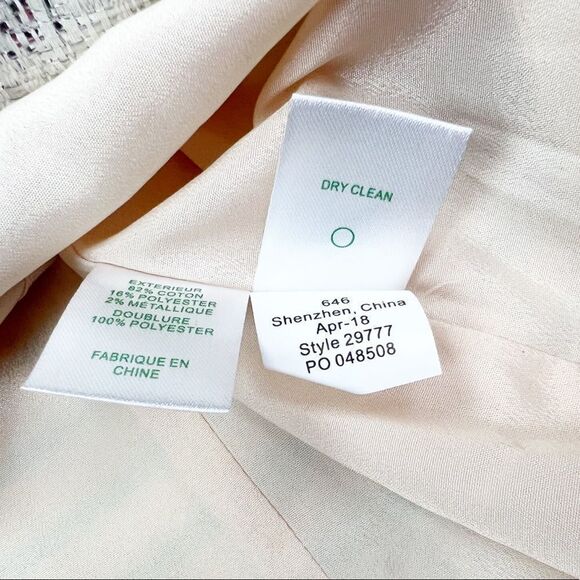 DRY CLEAN
EXTERIEUR
82% COTON
16% POLYESTER
2% MÉTALLIQUE
DOUBLURE
100% POLYESTER
FABRIQUE EN
CHINE
646
Shenzhen, China
Apr-18
Style 29777
PO 048508